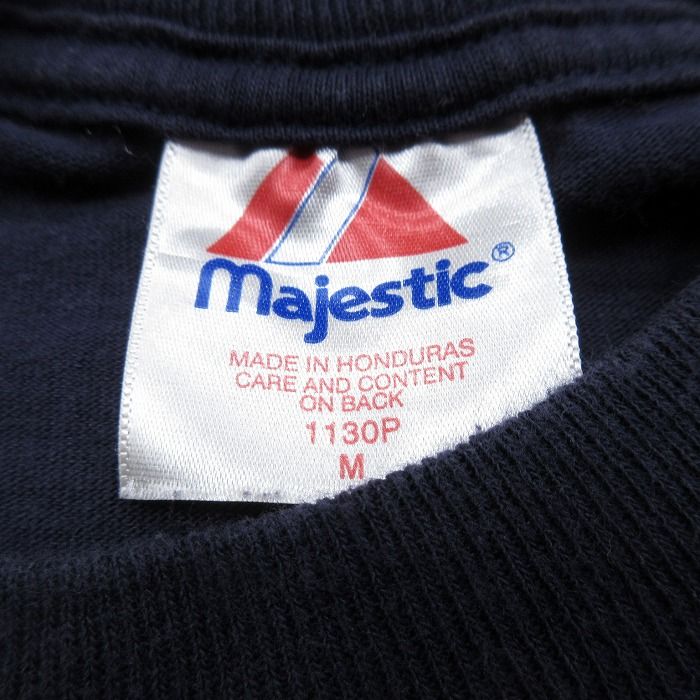 Majestic®
MADE IN HONDURAS
CARE AND CONTENT
ON BACK
1130P
M